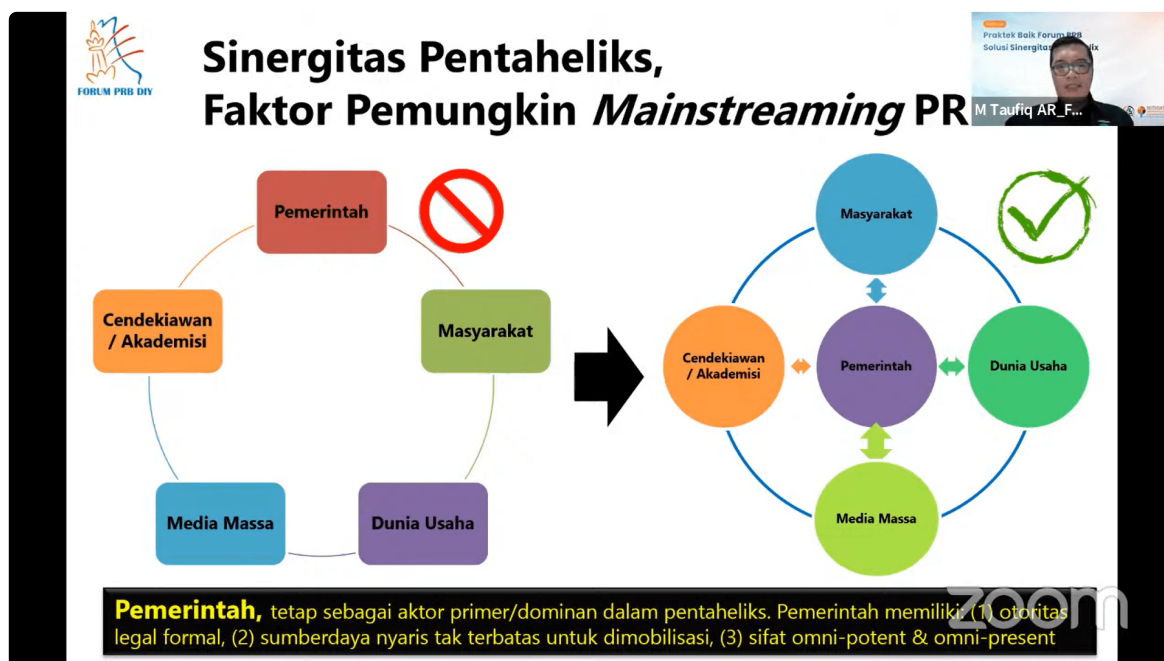 FORUM PRB DIY
Sinergitas Pentaheliks,
Faktor Pemungkin Mainstreaming PR
Praktek Baik Forum PRB
Solusi Sinergitas
M Taufiq AR_F...
Pemerintah
Cendekiawan
/ Akademisi
Masyarakat
Media Massa
Dunia Usaha
Masyarakat
Cendekiawan
/ Akademisi
Pemerintah
Dunia Usaha
Media Massa
Pemerintah, tetap sebagai aktor primer/dominan dalam pentaheliks. Pemerintah memiliki: (1) otoritas
legal formal, (2) sumberdaya nyaris tak terbatas untuk dimobilisasi, (3) sifat omni-potent & omni-present
zoom